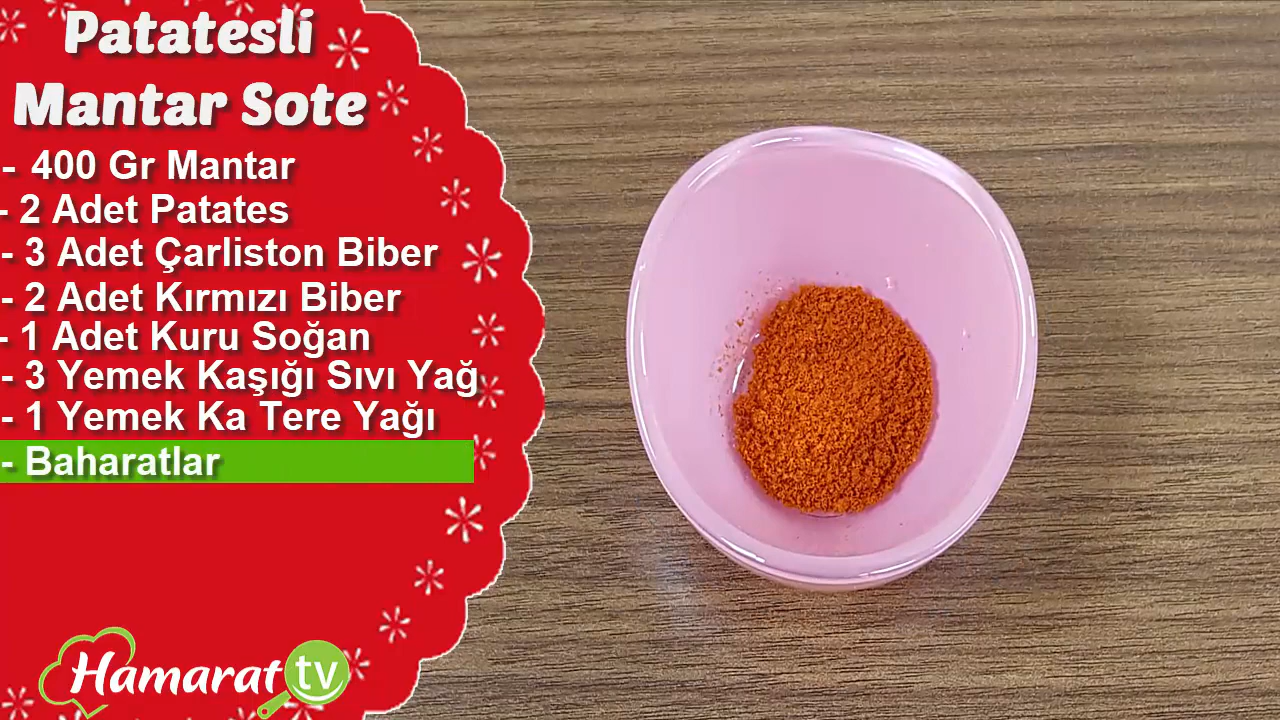 Patatesli
Mantar Sote
- 400 Gr Mantar
- 2 Adet Patates
- 3 Adet Çarliston Biber
- 2 Adet Kırmızı Biber
- 1 Adet Kuru Soğan
- 3 Yemek Kaşığı Sıvı Yağ
- 1 Yemek Ka Tere Yağı
- Baharatlar
Hamarat tv